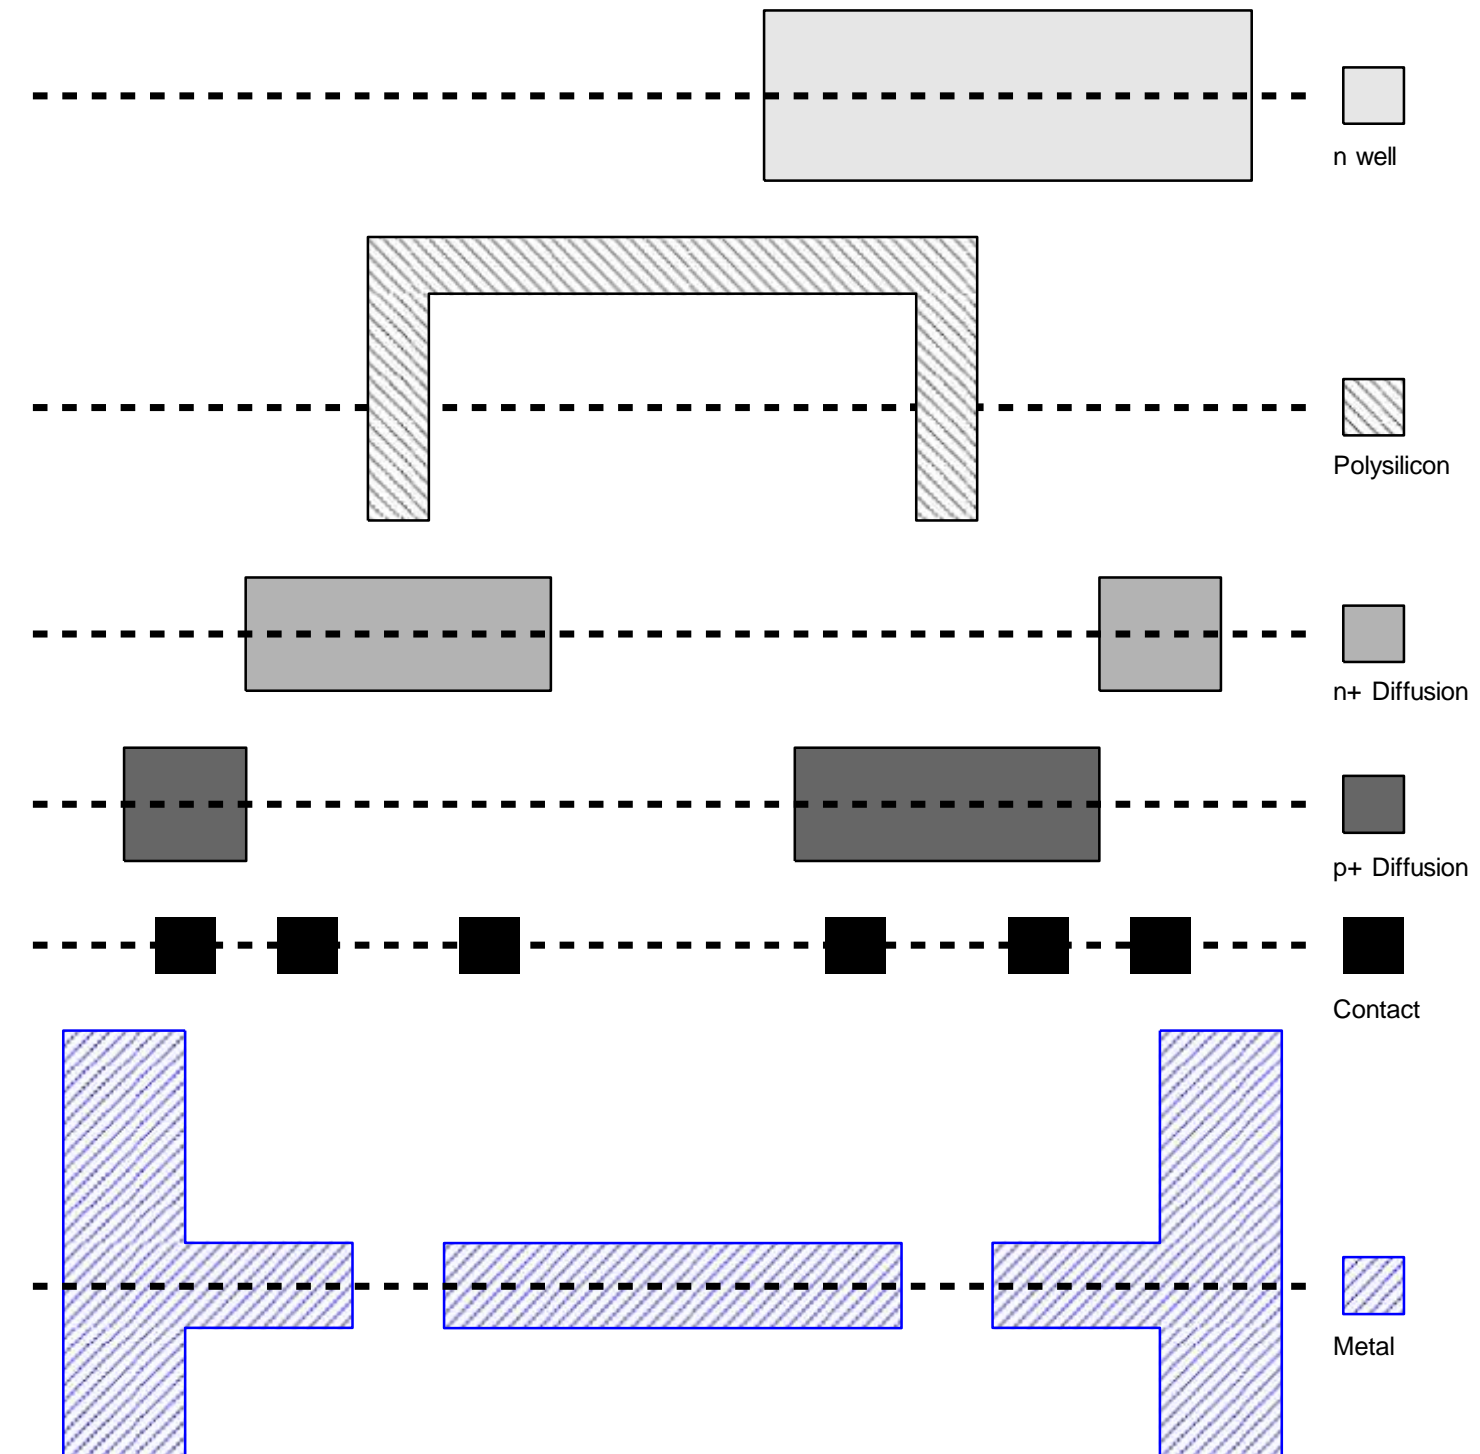 n well
Polysilicon
n+ Diffusion
p+ Diffusion
Contact
Metal